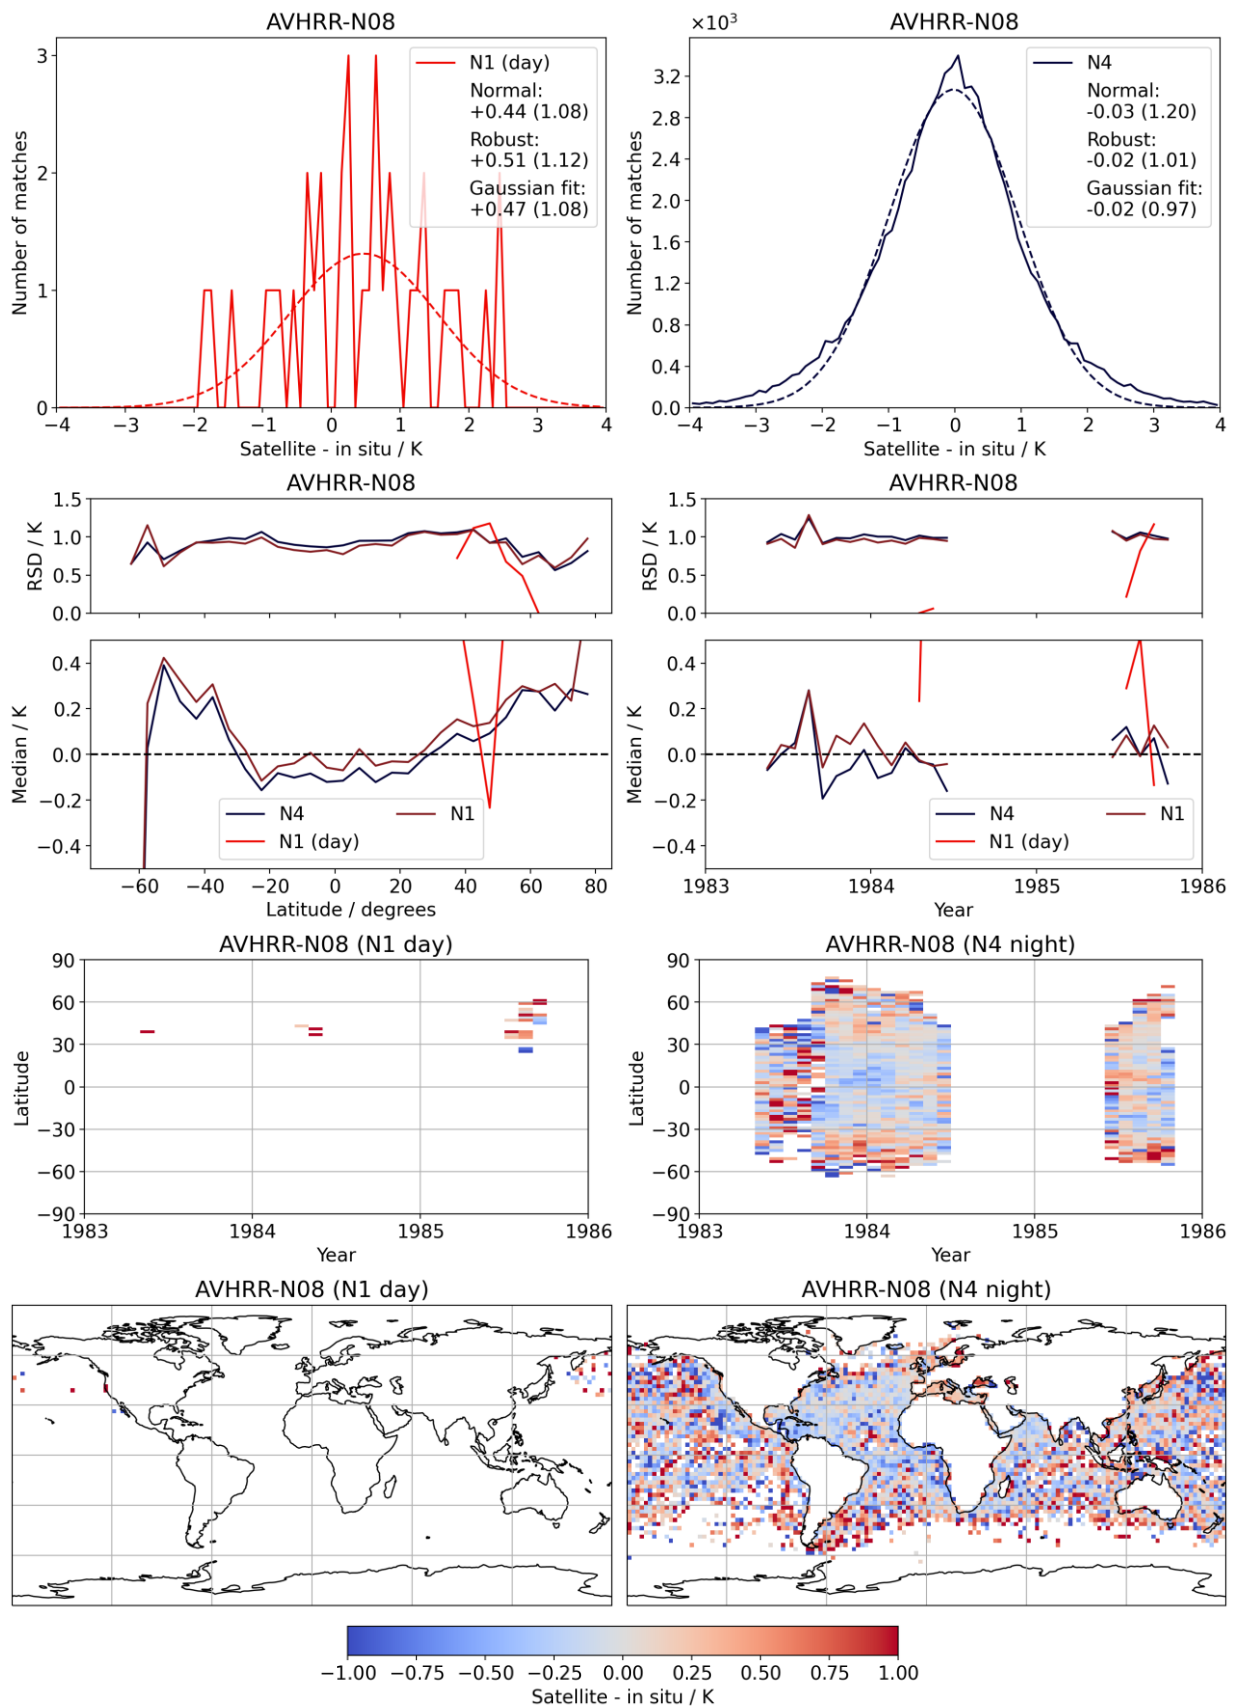 AVHRR-N08
3
2
1
0
Number of matches
N1 (day)
Normal:
+0.44 (1.08)
Robust:
+0.51 (1.12)
Gaussian fit:
+0.47 (1.08)
−4 −3 −2 −1 0 1 2 3 4
Satellite - in situ / K
×10³ AVHRR-N08
3.2
2.8
2.4
2.0
1.6
1.2
0.8
0.4
0.0
Number of matches
N4
Normal:
-0.03 (1.20)
Robust:
-0.02 (1.01)
Gaussian fit:
-0.02 (0.97)
−4 −3 −2 −1 0 1 2 3 4
Satellite - in situ / K
AVHRR-N08
1.5
1.0
0.5
0.0
RSD / K
0.4
0.2
0.0
−0.2
−0.4
Median / K
N4 N1
N1 (day)
−60 −40 −20 0 20 40 60 80
Latitude / degrees
AVHRR-N08
1.5
1.0
0.5
0.0
RSD / K
0.4
0.2
0.0
−0.2
−0.4
Median / K
N4 N1
N1 (day)
1983 1984 1985 1986
Year
AVHRR-N08 (N1 day)
90
60
30
0
−30
−60
−90
Latitude
1983 1984 1985 1986
Year
AVHRR-N08 (N4 night)
90
60
30
0
−30
−60
−90
Latitude
1983 1984 1985 1986
Year
AVHRR-N08 (N1 day)
AVHRR-N08 (N4 night)
−1.00 −0.75 −0.50 −0.25 0.00 0.25 0.50 0.75 1.00
Satellite - in situ / K